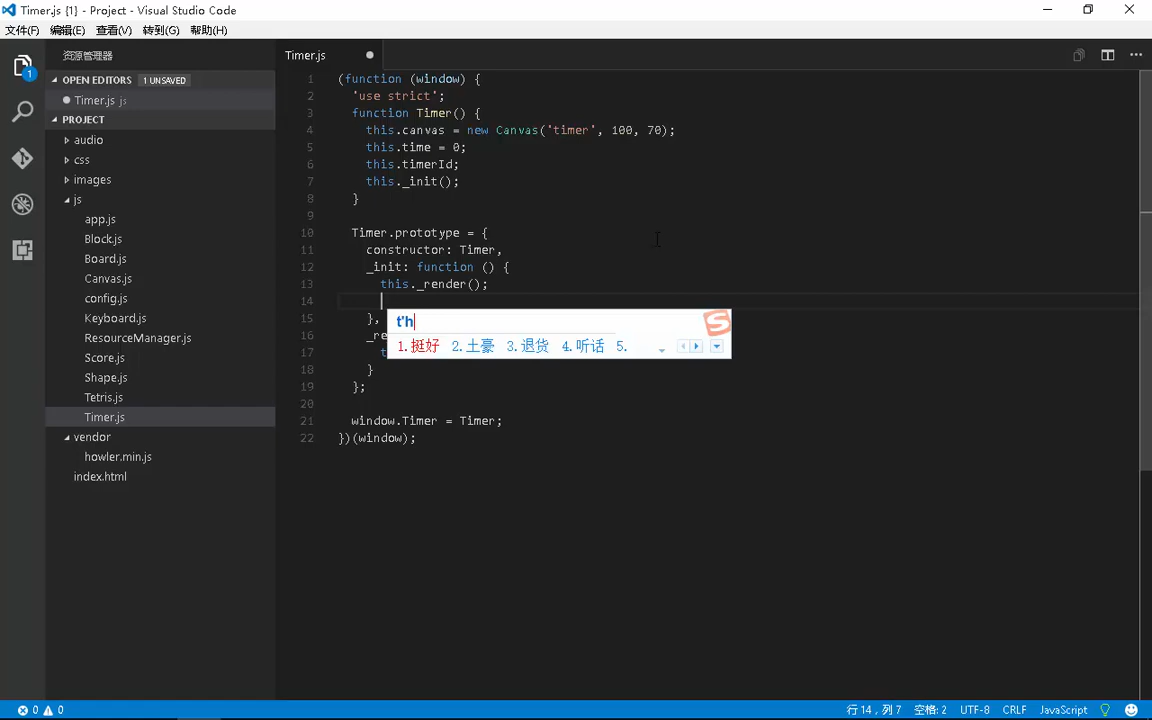 Timer.js {1} - Project - Visual Studio Code
文件(F) 编辑(E) 查看(V) 转到(G) 帮助(H)
资源管理器
OPEN EDITORS 1 UNSAVED
Timer.js js
PROJECT
audio
css
images
js
app.js
Block.js
Board.js
Canvas.js
config.js
Keyboard.js
ResourceManager.js
Score.js
Shape.js
Tetris.js
Timer.js
vendor
howler.min.js
index.html
1
Timer.js
1 (function (window) {
2 'use strict';
3 function Timer() {
4 this.canvas = new Canvas('timer', 100, 70);
5 this.time = 0;
6 this.timerId;
7 this._init();
8 }
9
10 Timer.prototype = {
11 constructor: Timer,
12 _init: function () {
13 this._render();
14
15 },
16 _re
17 t
18 }
19 };
20
21 window.Timer = Timer;
22 })(window);
t'h
1.挺好 2.土豪 3.退货 4.听话 5.
S
0 0
行 14，列 7 空格: 2 UTF-8 CRLF JavaScript